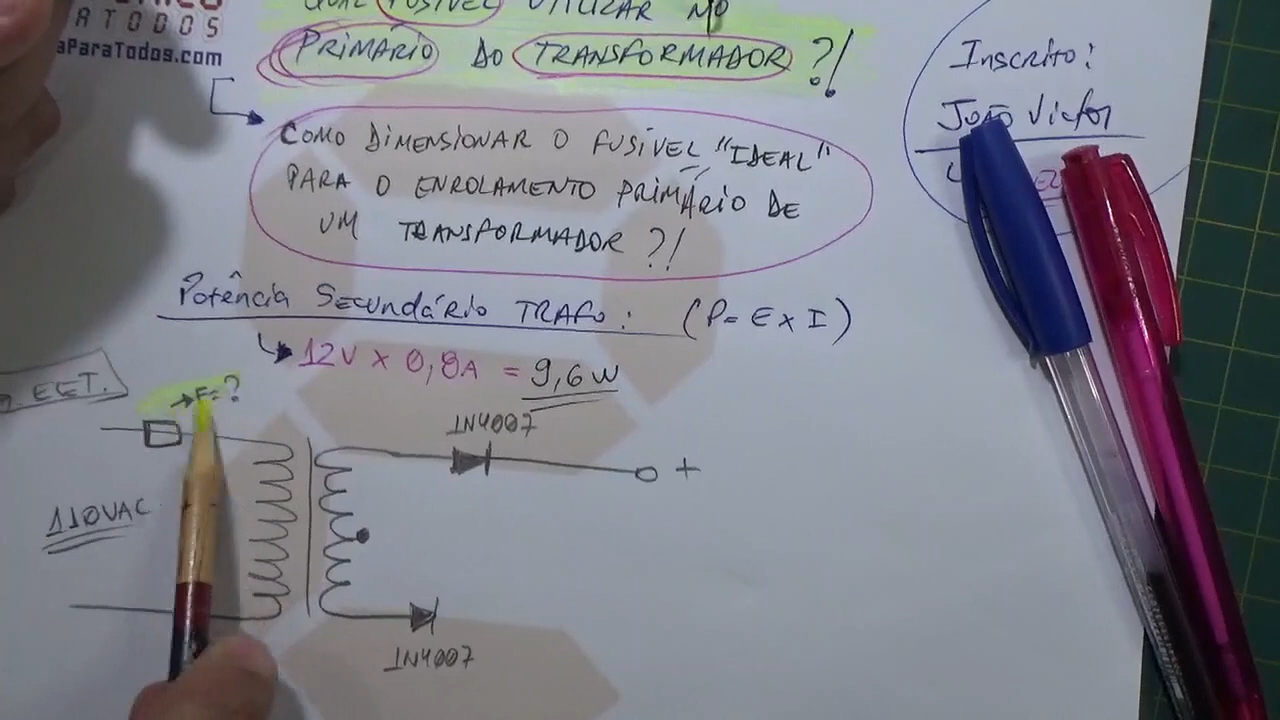 ATODOS
aParaTodos.com
QUAL FUSÍVEL UTILIZAR NO
PRIMÁRIO DO TRANSFORMADOR ?!
Inscrito:
João Victor
COMO DIMENSIONAR O FUSÍVEL "IDEAL"
PARA O ENROLAMENTO PRIMÁRIO DE
UM TRANSFORMADOR ?!
Potência Secundário TRAFO: (P= E x I)
12V x 0,8A = 9,6W
EET.
F=?
1N4007
+
110VAC
1N4007